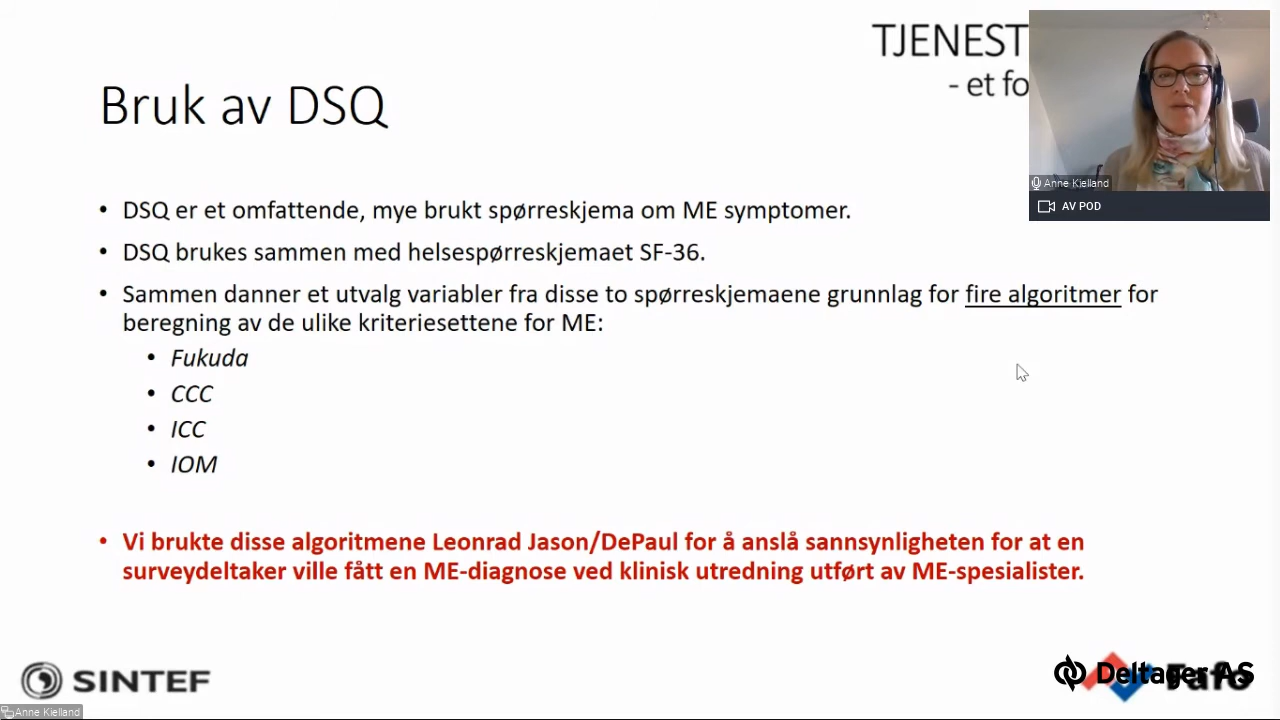 TJENEST
- et fo
Bruk av DSQ
Anne Kielland
AV POD
• DSQ er et omfattende, mye brukt spørreskjema om ME symptomer.
• DSQ brukes sammen med helsespørreskjemaet SF-36.
• Sammen danner et utvalg variabler fra disse to spørreskjemaene grunnlag for fire algoritmer for
beregning av de ulike kriteriesettene for ME:
• Fukuda
• CCC
• ICC
• IOM
• Vi brukte disse algoritmene Leonrad Jason/DePaul for å anslå sannsynligheten for at en
surveydeltaker ville fått en ME-diagnose ved klinisk utredning utført av ME-spesialister.
SINTEF
Deltager AS
Fafo
Anne Kielland